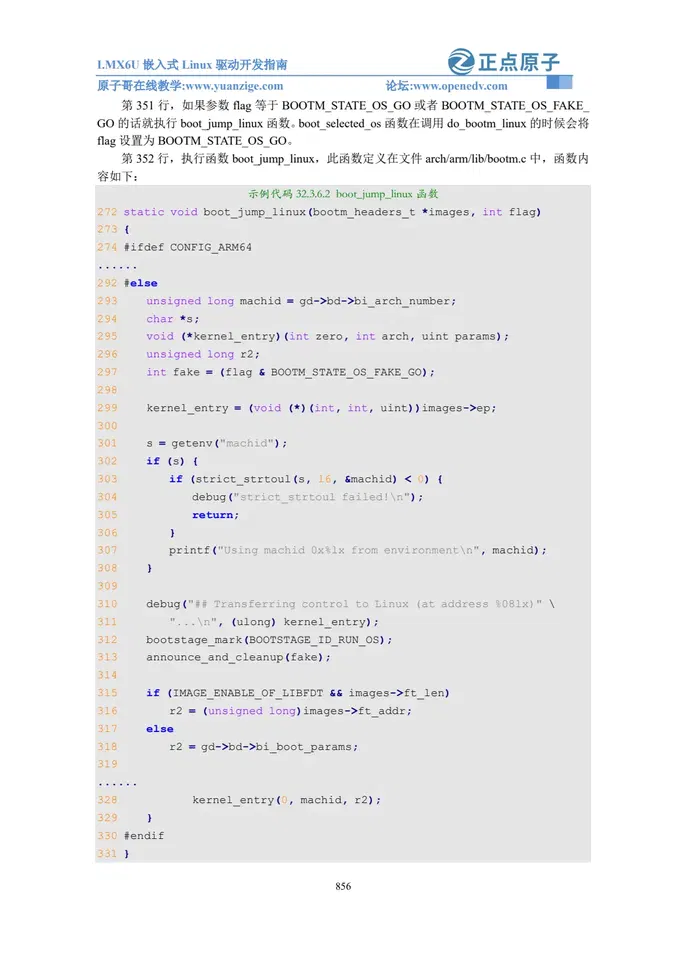 I.MX6U 嵌入式 Linux 驱动开发指南
正点原子
原子哥在线教学:www.yuanzige.com 论坛:www.openedv.com
第 351 行，如果参数 flag 等于 BOOTM_STATE_OS_GO 或者 BOOTM_STATE_OS_FAKE_
GO 的话就执行 boot_jump_linux 函数。boot_selected_os 函数在调用 do_bootm_linux 的时候会将
flag 设置为 BOOTM_STATE_OS_GO。
第 352 行，执行函数 boot_jump_linux，此函数定义在文件 arch/arm/lib/bootm.c 中，函数内
容如下：
示例代码 32.3.6.2 boot_jump_linux 函数
272 static void boot_jump_linux(bootm_headers_t *images, int flag)
273 {
274 #ifdef CONFIG_ARM64
......
292 #else
293 unsigned long machid = gd->bd->bi_arch_number;
294 char *s;
295 void (*kernel_entry)(int zero, int arch, uint params);
296 unsigned long r2;
297 int fake = (flag & BOOTM_STATE_OS_FAKE_GO);
298
299 kernel_entry = (void (*)(int, int, uint))images->ep;
300
301 s = getenv("machid");
302 if (s) {
303 if (strict_strtoul(s, 16, &machid) < 0) {
304 debug("strict_strtoul failed!\n");
305 return;
306 }
307 printf("Using machid 0x%lx from environment\n", machid);
308 }
309
310 debug("## Transferring control to Linux (at address %08lx)" \
311 "...\n", (ulong) kernel_entry);
312 bootstage_mark(BOOTSTAGE_ID_RUN_OS);
313 announce_and_cleanup(fake);
314
315 if (IMAGE_ENABLE_OF_LIBFDT && images->ft_len)
316 r2 = (unsigned long)images->ft_addr;
317 else
318 r2 = gd->bd->bi_boot_params;
319
......
328 kernel_entry(0, machid, r2);
329 }
330 #endif
331 }
856